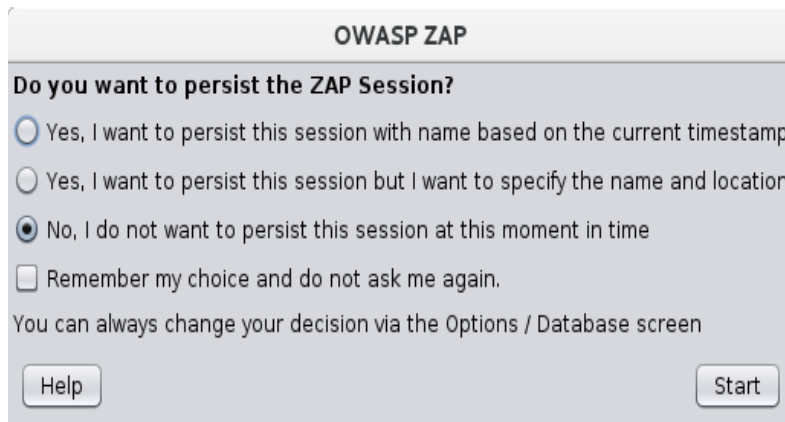 OWASP ZAP
Do you want to persist the ZAP Session?
Yes, I want to persist this session with name based on the current timestamp
Yes, I want to persist this session but I want to specify the name and location
No, I do not want to persist this session at this moment in time
Remember my choice and do not ask me again.
You can always change your decision via the Options / Database screen
Help
Start